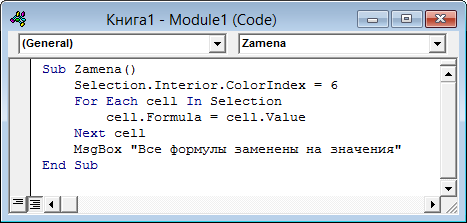 Книга1 - Module1 (Code)
(General) Zamena
Sub Zamena()
    Selection.Interior.ColorIndex = 6
    For Each cell In Selection
        cell.Formula = cell.Value
    Next cell
    MsgBox "Все формулы заменены на значения"
End Sub